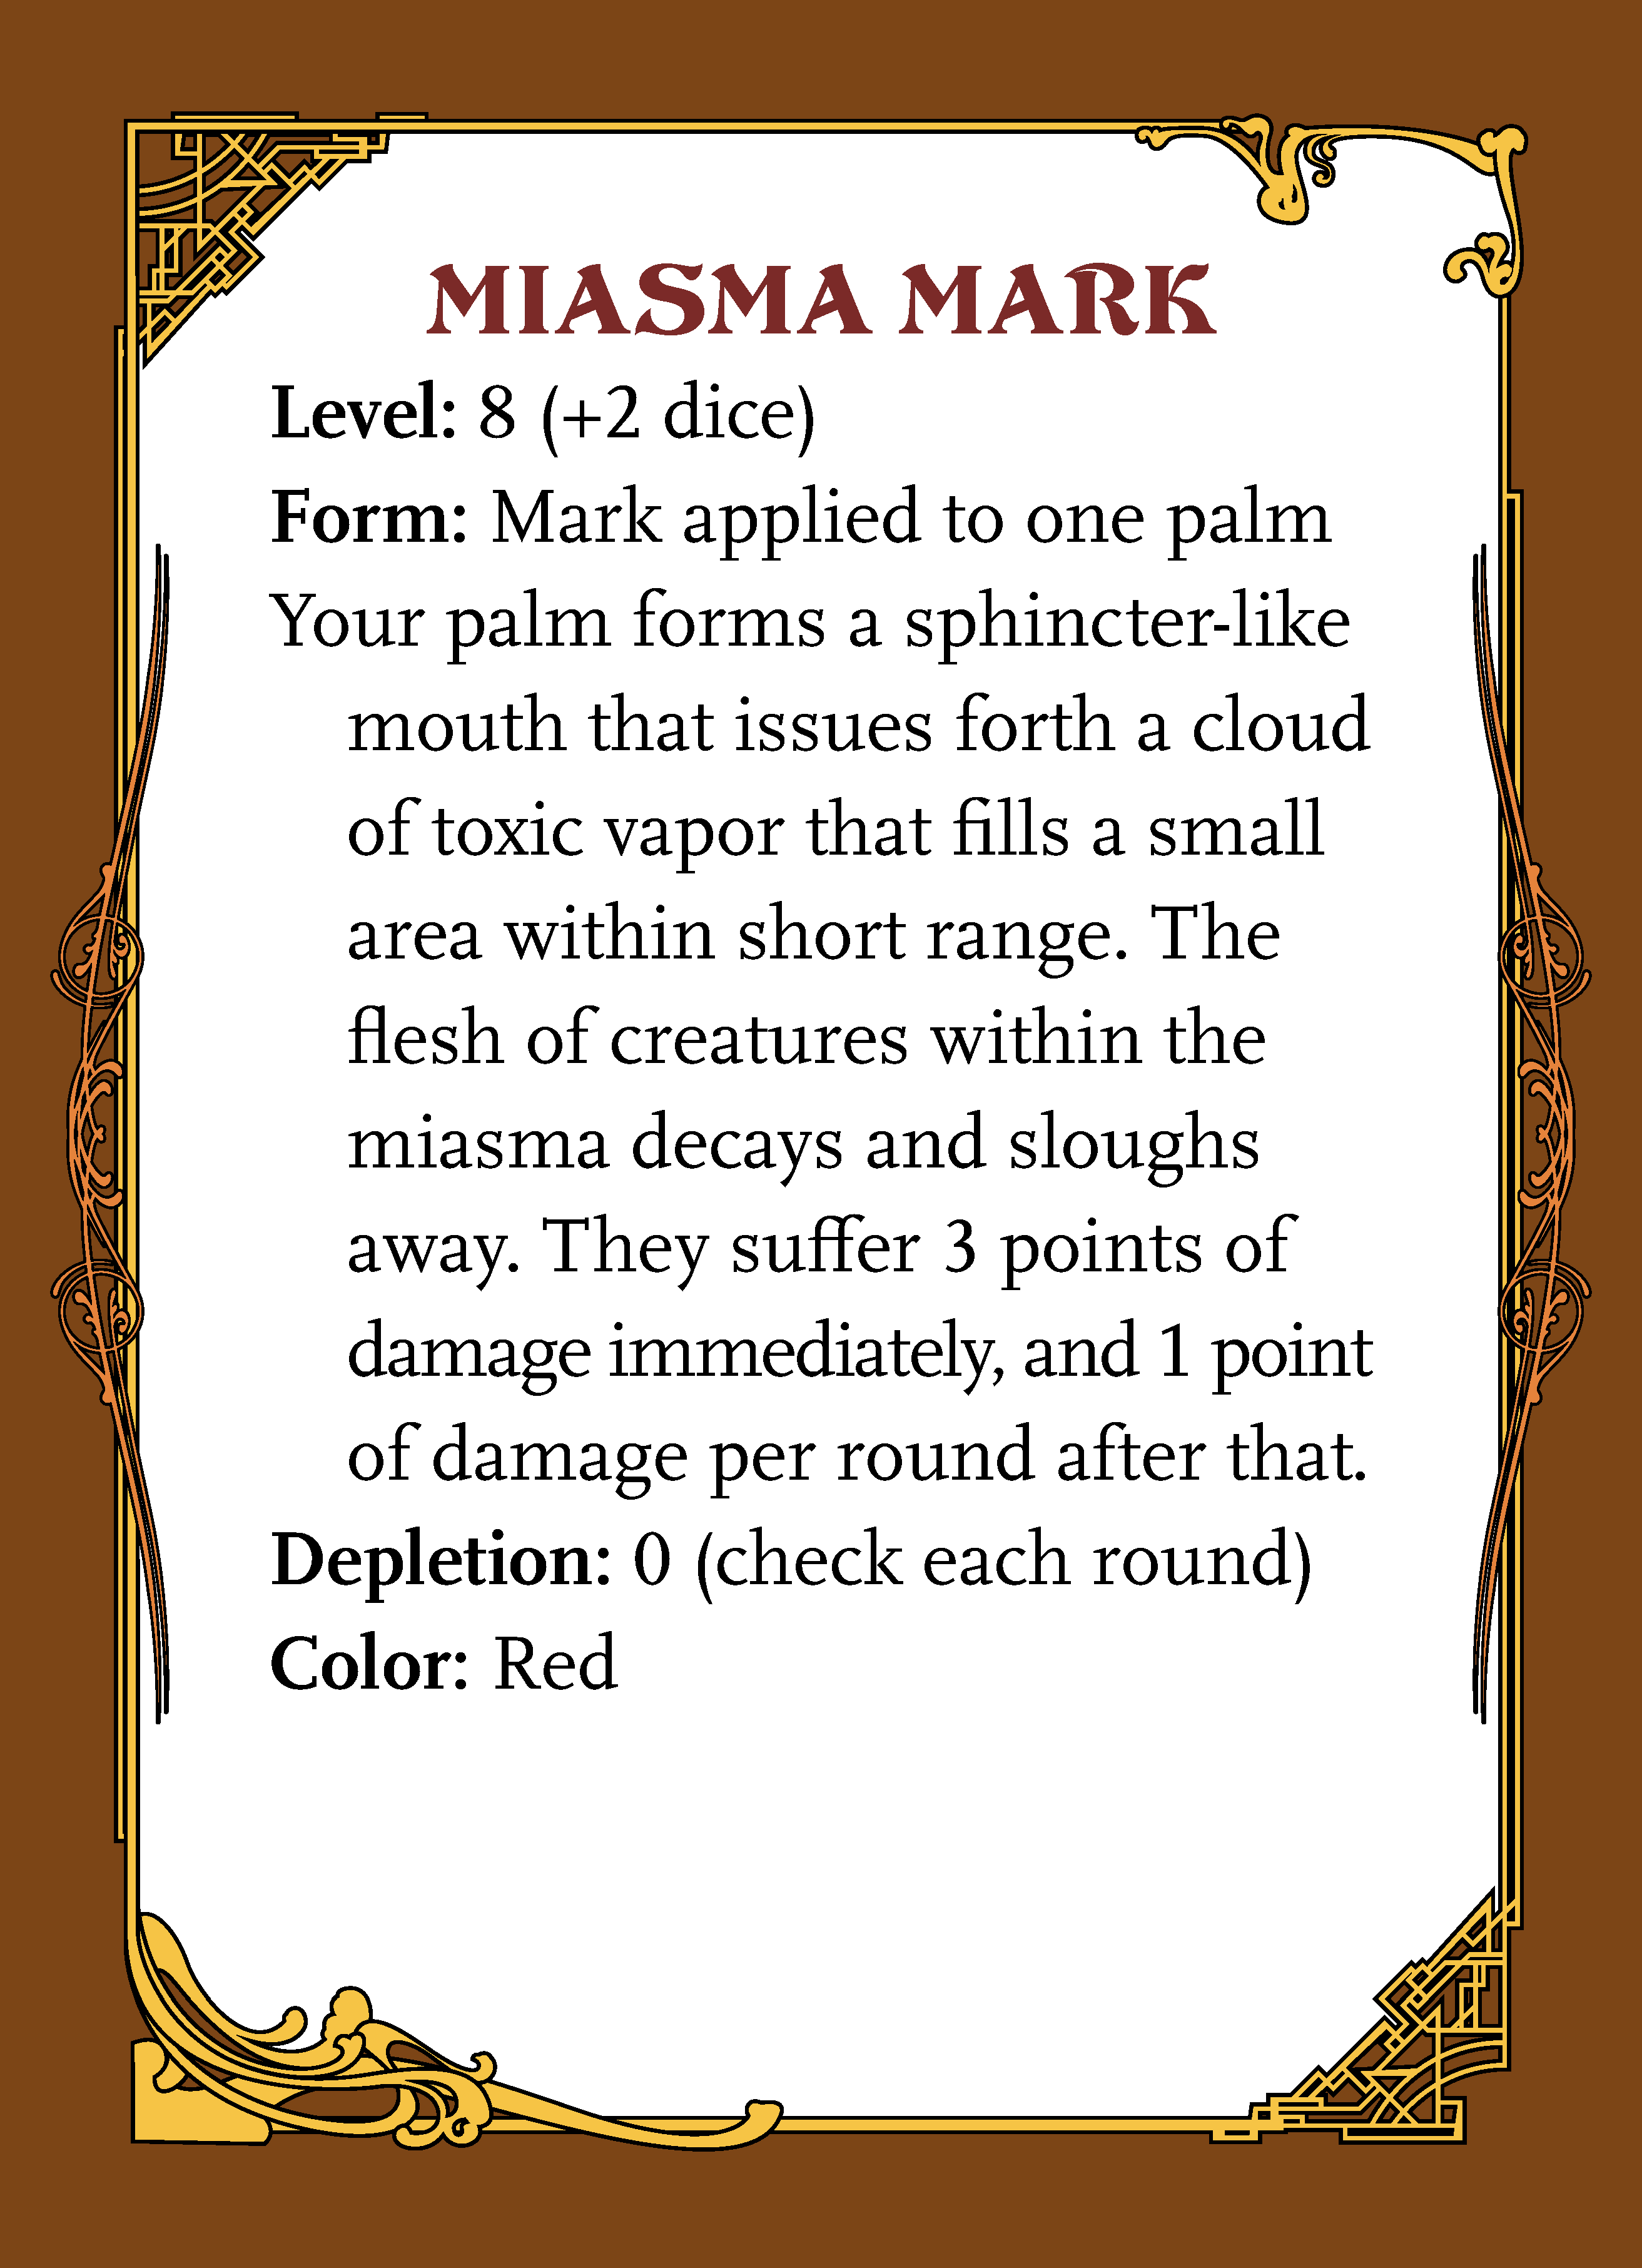 MIASMA MARK
Level: 8 (+2 dice)
Form: Mark applied to one palm
Your palm forms a sphincter-like
mouth that issues forth a cloud
of toxic vapor that fills a small
area within short range. The
flesh of creatures within the
miasma decays and sloughs
away. They suffer 3 points of
damage immediately, and 1 point
of damage per round after that.
Depletion: 0 (check each round)
Color: Red